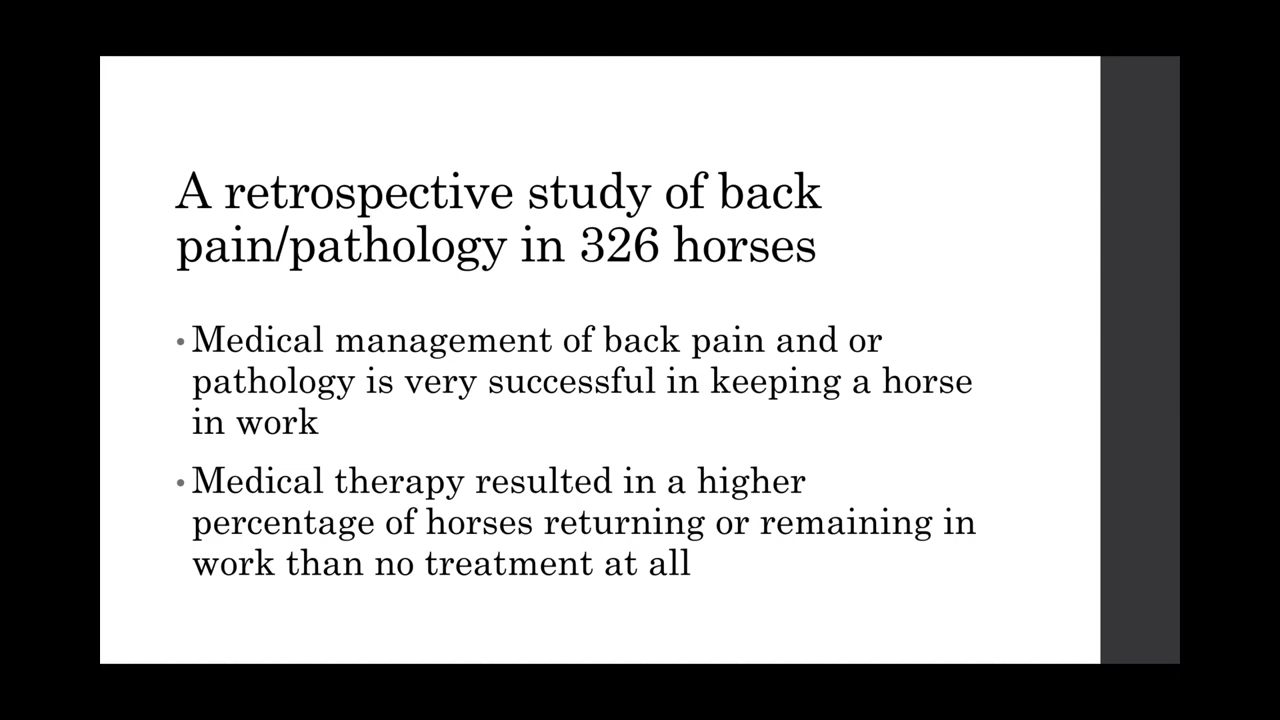 A retrospective study of back
pain/pathology in 326 horses
• Medical management of back pain and or
pathology is very successful in keeping a horse
in work
• Medical therapy resulted in a higher
percentage of horses returning or remaining in
work than no treatment at all